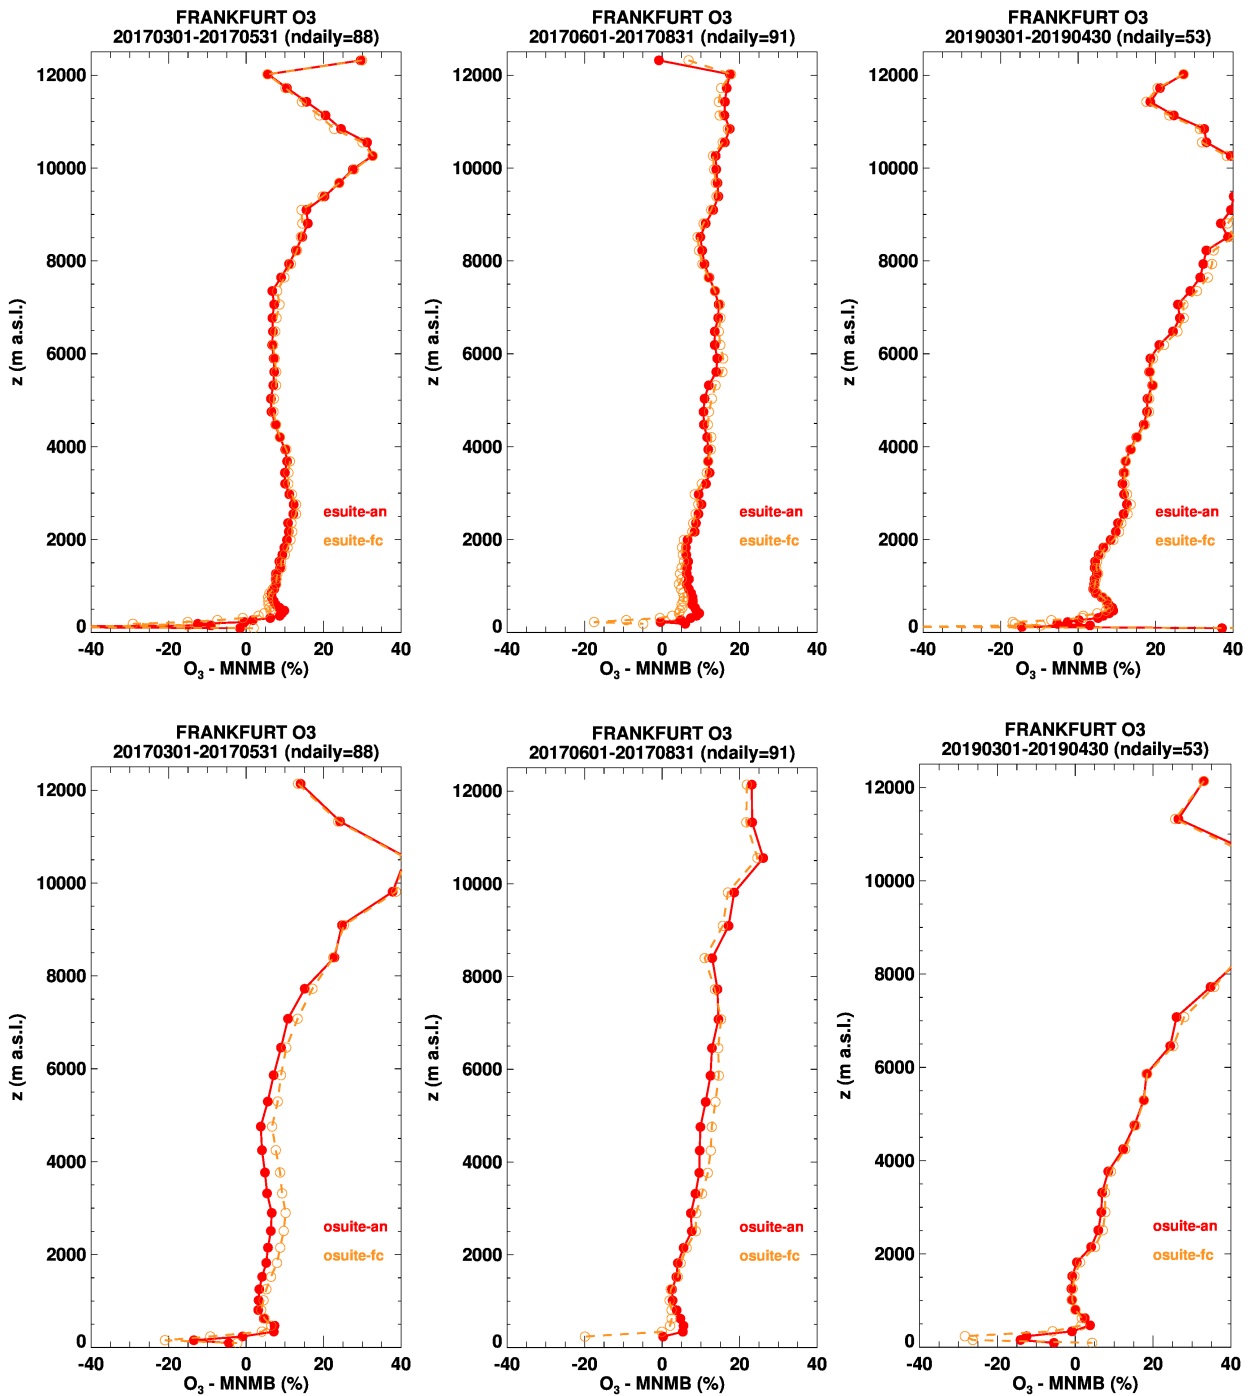 FRANKFURT O3
20170301-20170531 (ndaily=88)
12000
10000
8000
6000
4000
2000
0
z (m a.s.l.)
esuite-an
esuite-fc
-40 -20 0 20 40
O3 - MNMB (%)
FRANKFURT O3
20170601-20170831 (ndaily=91)
12000
10000
8000
6000
4000
2000
0
z (m a.s.l.)
esuite-an
esuite-fc
-40 -20 0 20 40
O3 - MNMB (%)
FRANKFURT O3
20190301-20190430 (ndaily=53)
12000
10000
8000
6000
4000
2000
0
z (m a.s.l.)
esuite-an
esuite-fc
-40 -20 0 20 40
O3 - MNMB (%)
FRANKFURT O3
20170301-20170531 (ndaily=88)
12000
10000
8000
6000
4000
2000
0
z (m a.s.l.)
osuite-an
osuite-fc
-40 -20 0 20 40
O3 - MNMB (%)
FRANKFURT O3
20170601-20170831 (ndaily=91)
12000
10000
8000
6000
4000
2000
0
z (m a.s.l.)
osuite-an
osuite-fc
-40 -20 0 20 40
O3 - MNMB (%)
FRANKFURT O3
20190301-20190430 (ndaily=53)
12000
10000
8000
6000
4000
2000
0
z (m a.s.l.)
osuite-an
osuite-fc
-40 -20 0 20 40
O3 - MNMB (%)